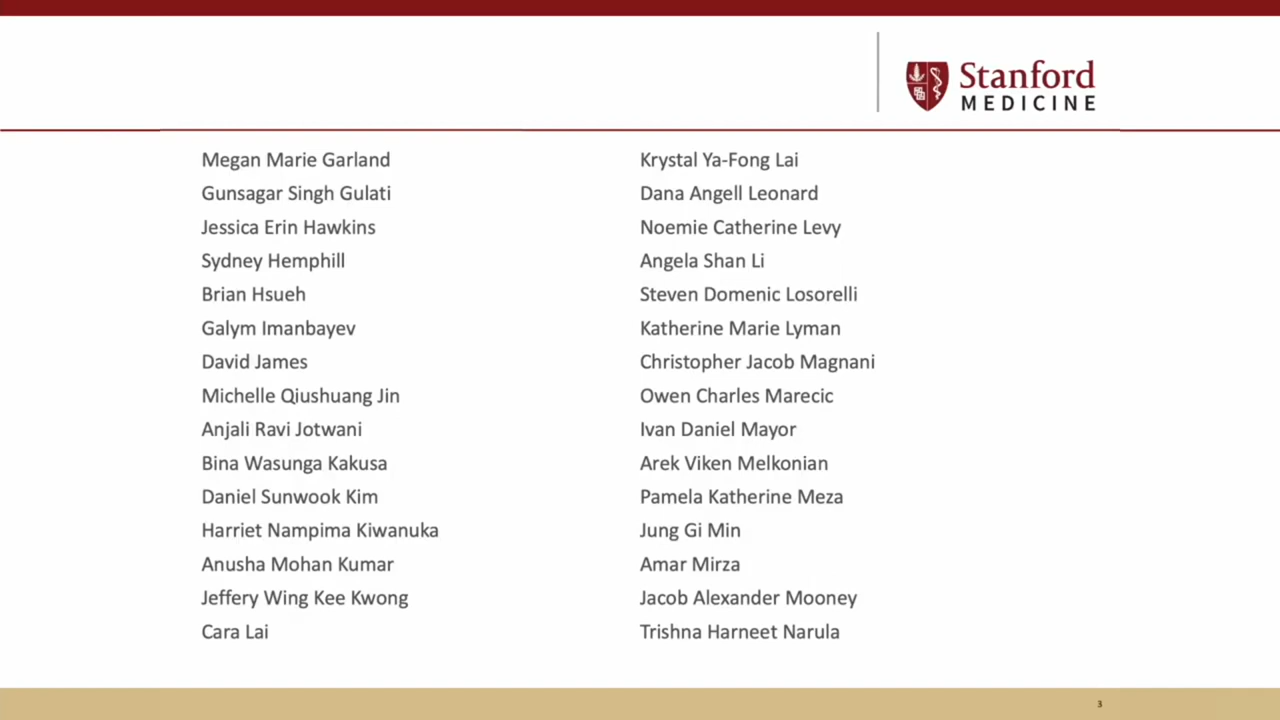 Stanford
MEDICINE
Megan Marie Garland
Gunsagar Singh Gulati
Jessica Erin Hawkins
Sydney Hemphill
Brian Hsueh
Galym Imanbayev
David James
Michelle Qiushuang Jin
Anjali Ravi Jotwani
Bina Wasunga Kakusa
Daniel Sunwook Kim
Harriet Nampima Kiwanuka
Anusha Mohan Kumar
Jeffery Wing Kee Kwong
Cara Lai
Krystal Ya-Fong Lai
Dana Angell Leonard
Noemie Catherine Levy
Angela Shan Li
Steven Domenic Losorelli
Katherine Marie Lyman
Christopher Jacob Magnani
Owen Charles Marecic
Ivan Daniel Mayor
Arek Viken Melkonian
Pamela Katherine Meza
Jung Gi Min
Amar Mirza
Jacob Alexander Mooney
Trishna Harneet Narula
3